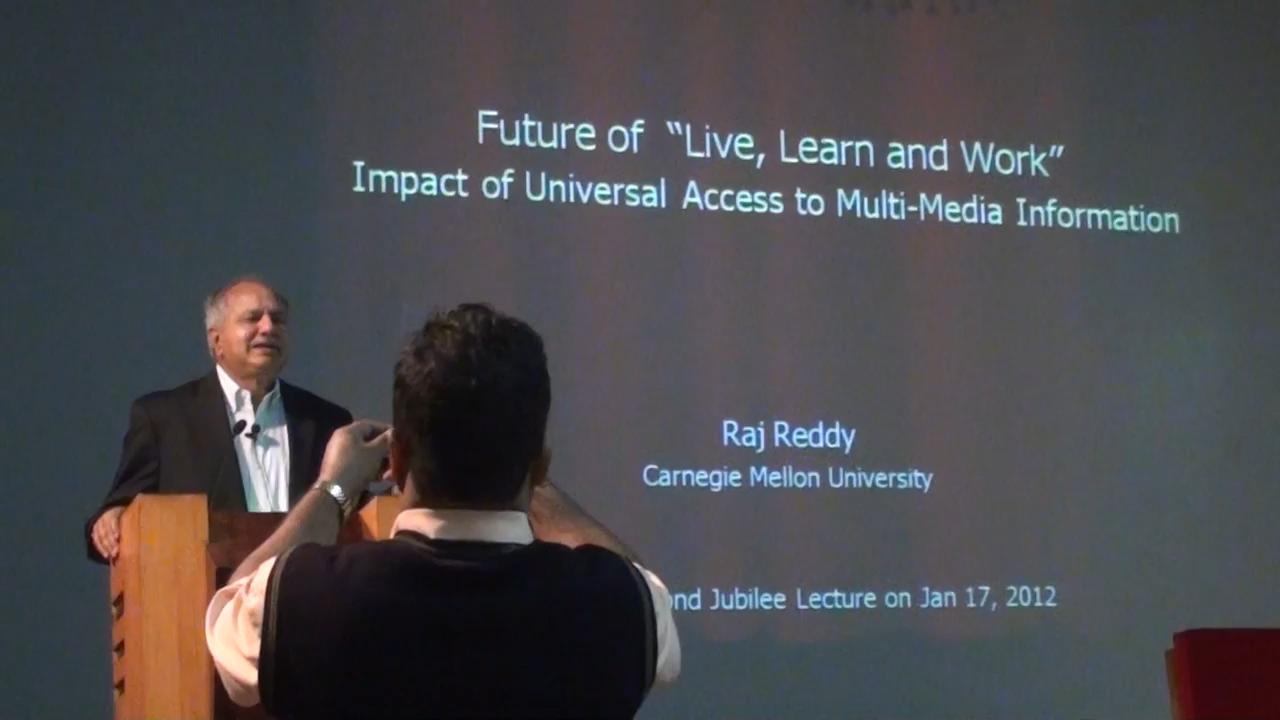 Future of “Live, Learn and Work”
Impact of Universal Access to Multi-Media Information
Raj Reddy
Carnegie Mellon University
Jubilee Lecture on Jan 17, 2012